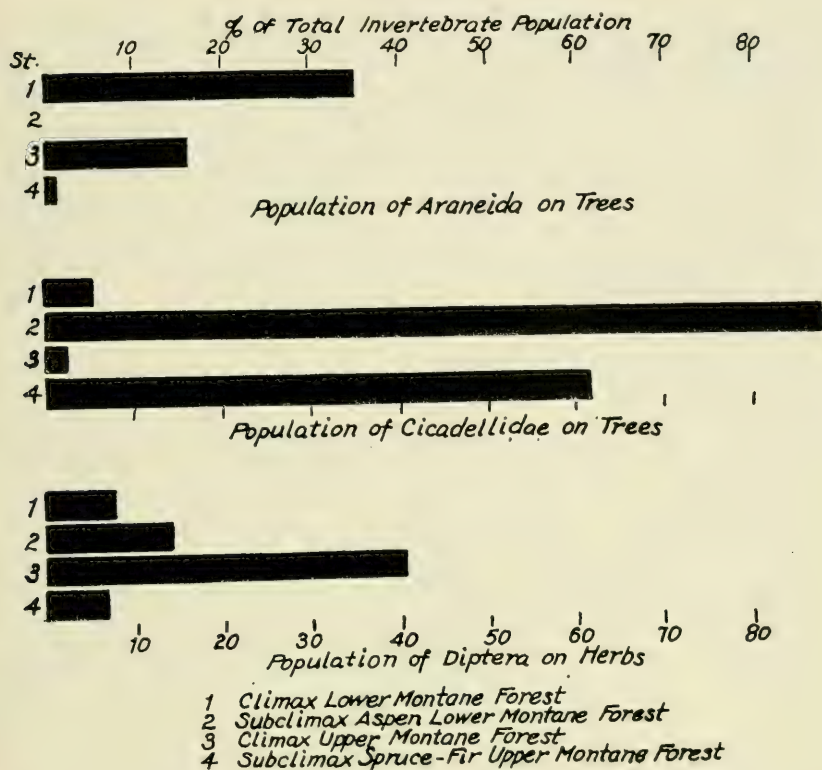 % of Total Invertebrate Population
10 20 30 40 50 60 70 80
St.
1
2
3
4
Population of Araneida on Trees
1
2
3
4
Population of Cicadellidae on Trees
1
2
3
4
10 20 30 40 50 60 70 80
Population of Diptera on Herbs
1 Climax Lower Montane Forest
2 Subclimax Aspen Lower Montane Forest
3 Climax Upper Montane Forest
4 Subclimax Spruce-Fir Upper Montane Forest